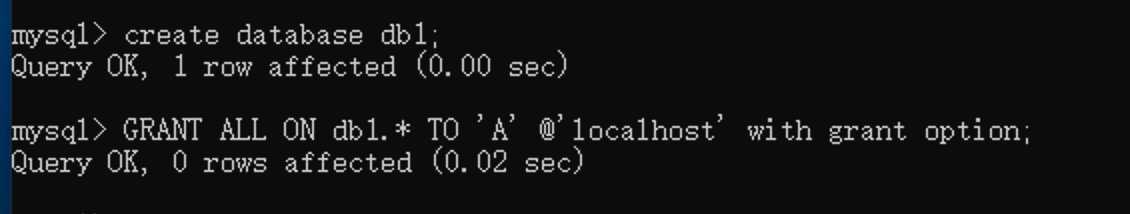 mysql> create database db1;
Query OK, 1 row affected (0.00 sec)
mysql> GRANT ALL ON db1.* TO 'A' @'localhost' with grant option;
Query OK, 0 rows affected (0.02 sec)